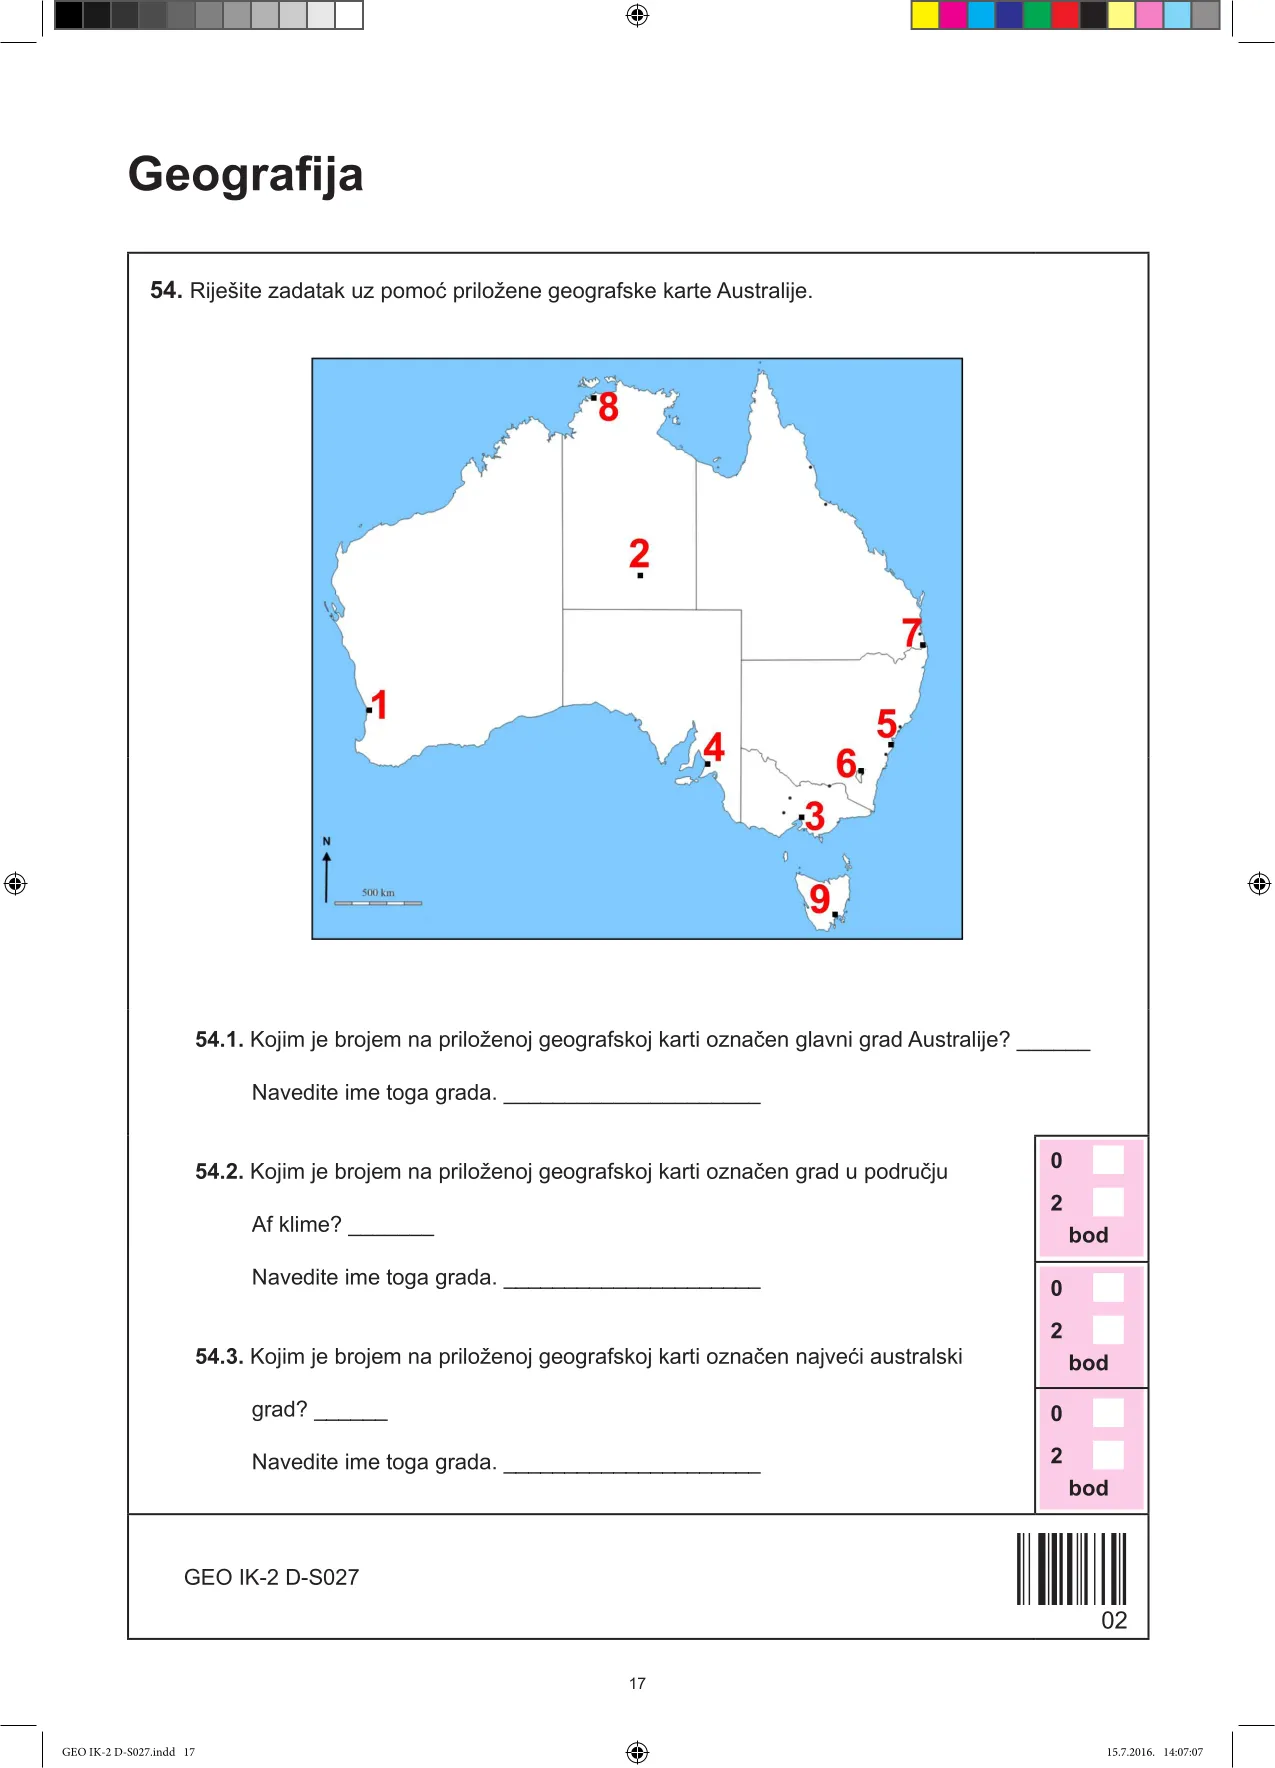 Geografija
54. Riješite zadatak uz pomoć priložene geografske karte Australije.
8
2
7
1
5
4
6
3
N
500 km
9
54.1. Kojim je brojem na priloženoj geografskoj karti označen glavni grad Australije? ______
Navedite ime toga grada. _____________________
54.2. Kojim je brojem na priloženoj geografskoj karti označen grad u području
Af klime? _______
Navedite ime toga grada. _____________________
54.3. Kojim je brojem na priloženoj geografskoj karti označen najveći australski
grad? ______
Navedite ime toga grada. _____________________
0
2
bod
0
2
bod
0
2
bod
GEO IK-2 D-S027
02
17
GEO IK-2 D-S027.indd 17
15.7.2016. 14:07:07